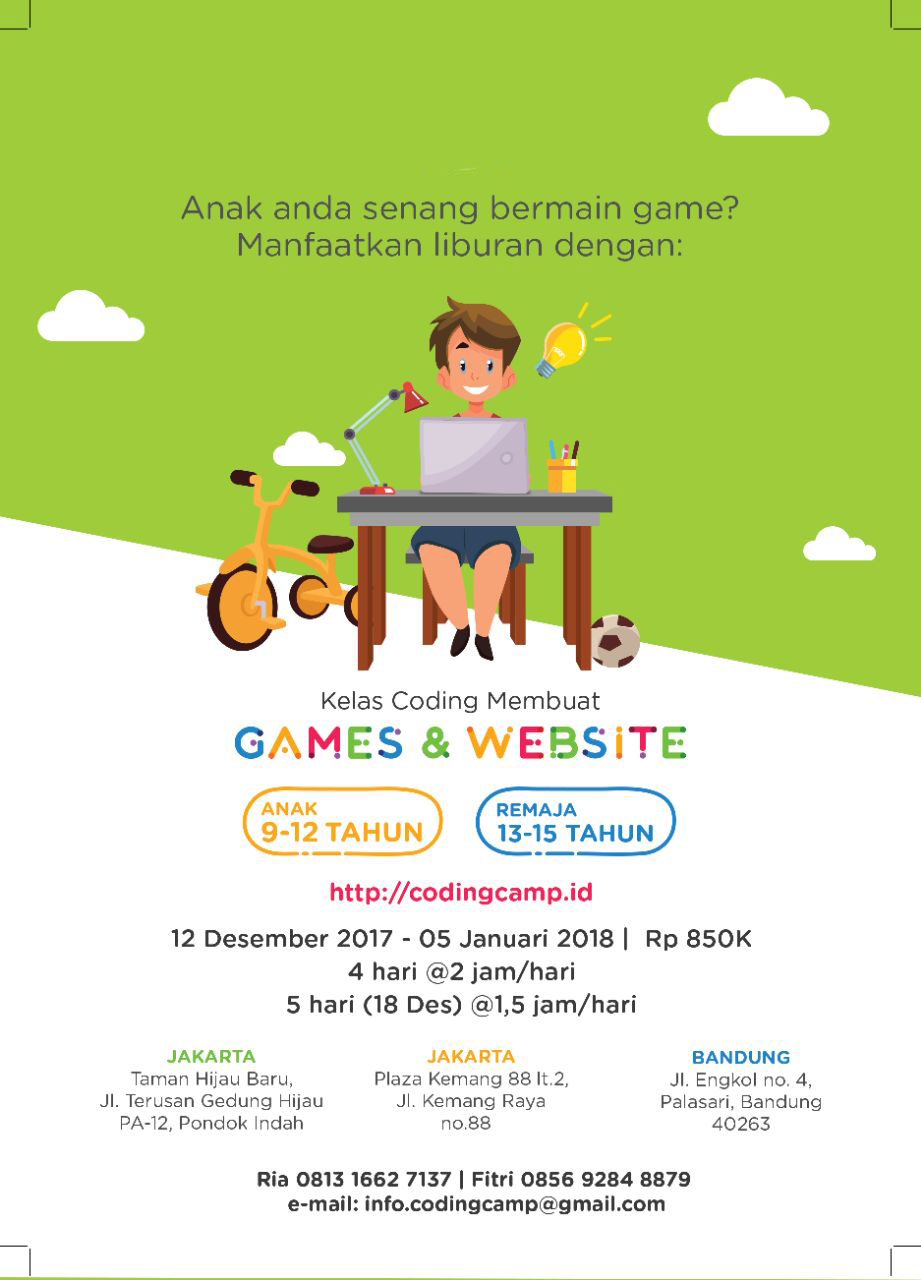 Anak anda senang bermain game?
Manfaatkan liburan dengan:
Kelas Coding Membuat
GAMES & WEBSiTE
ANAK
9-12 TAHUN
REMAJA
13-15 TAHUN
http://codingcamp.id
12 Desember 2017 - 05 Januari 2018 | Rp 850K
4 hari @2 jam/hari
5 hari (18 Des) @1,5 jam/hari
JAKARTA
Taman Hijau Baru,
Jl. Terusan Gedung Hijau
PA-12, Pondok Indah
JAKARTA
Plaza Kemang 88 lt.2,
Jl. Kemang Raya
no.88
BANDUNG
Jl. Engkol no. 4,
Palasari, Bandung
40263
Ria 0813 1662 7137 | Fitri 0856 9284 8879
e-mail: info.codingcamp@gmail.com